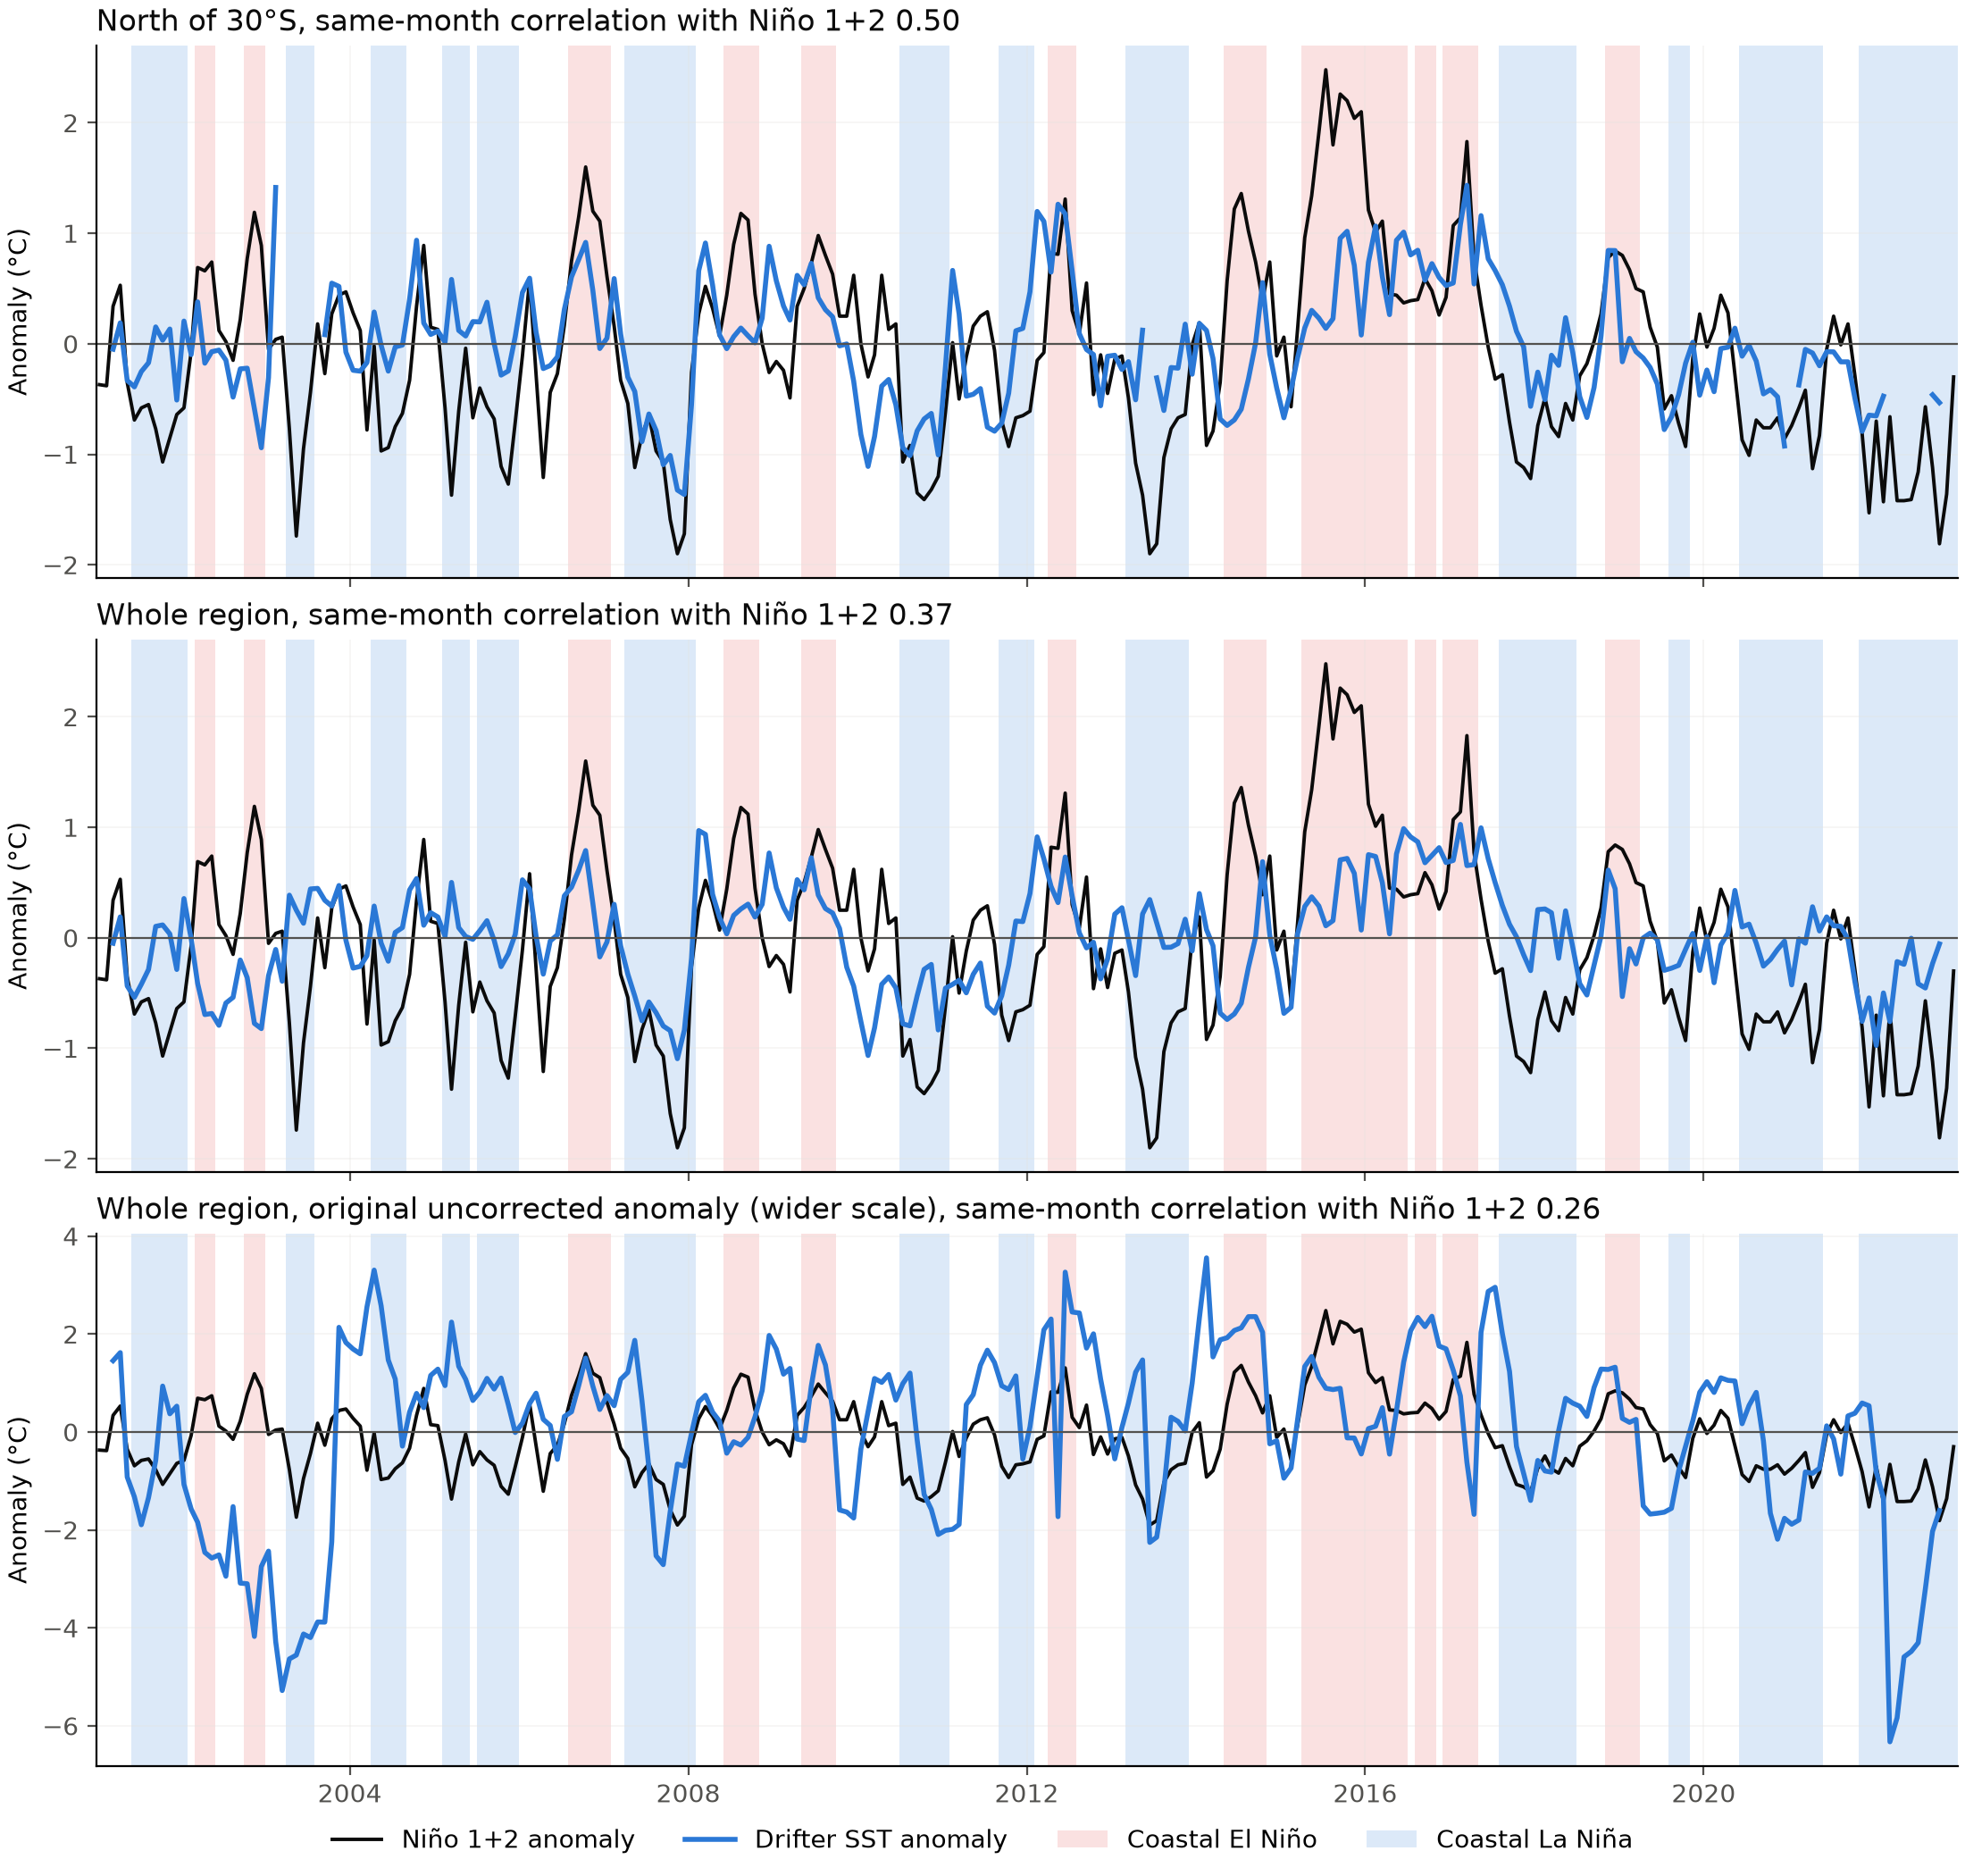 North of 30°S, same-month correlation with Niño 1+2 0.50
Anomaly (°C)
2
1
0
−1
−2
Whole region, same-month correlation with Niño 1+2 0.37
Anomaly (°C)
2
1
0
−1
−2
Whole region, original uncorrected anomaly (wider scale), same-month correlation with Niño 1+2 0.26
Anomaly (°C)
4
2
0
−2
−4
−6
2004 2008 2012 2016 2020
Niño 1+2 anomaly Drifter SST anomaly Coastal El Niño Coastal La Niña